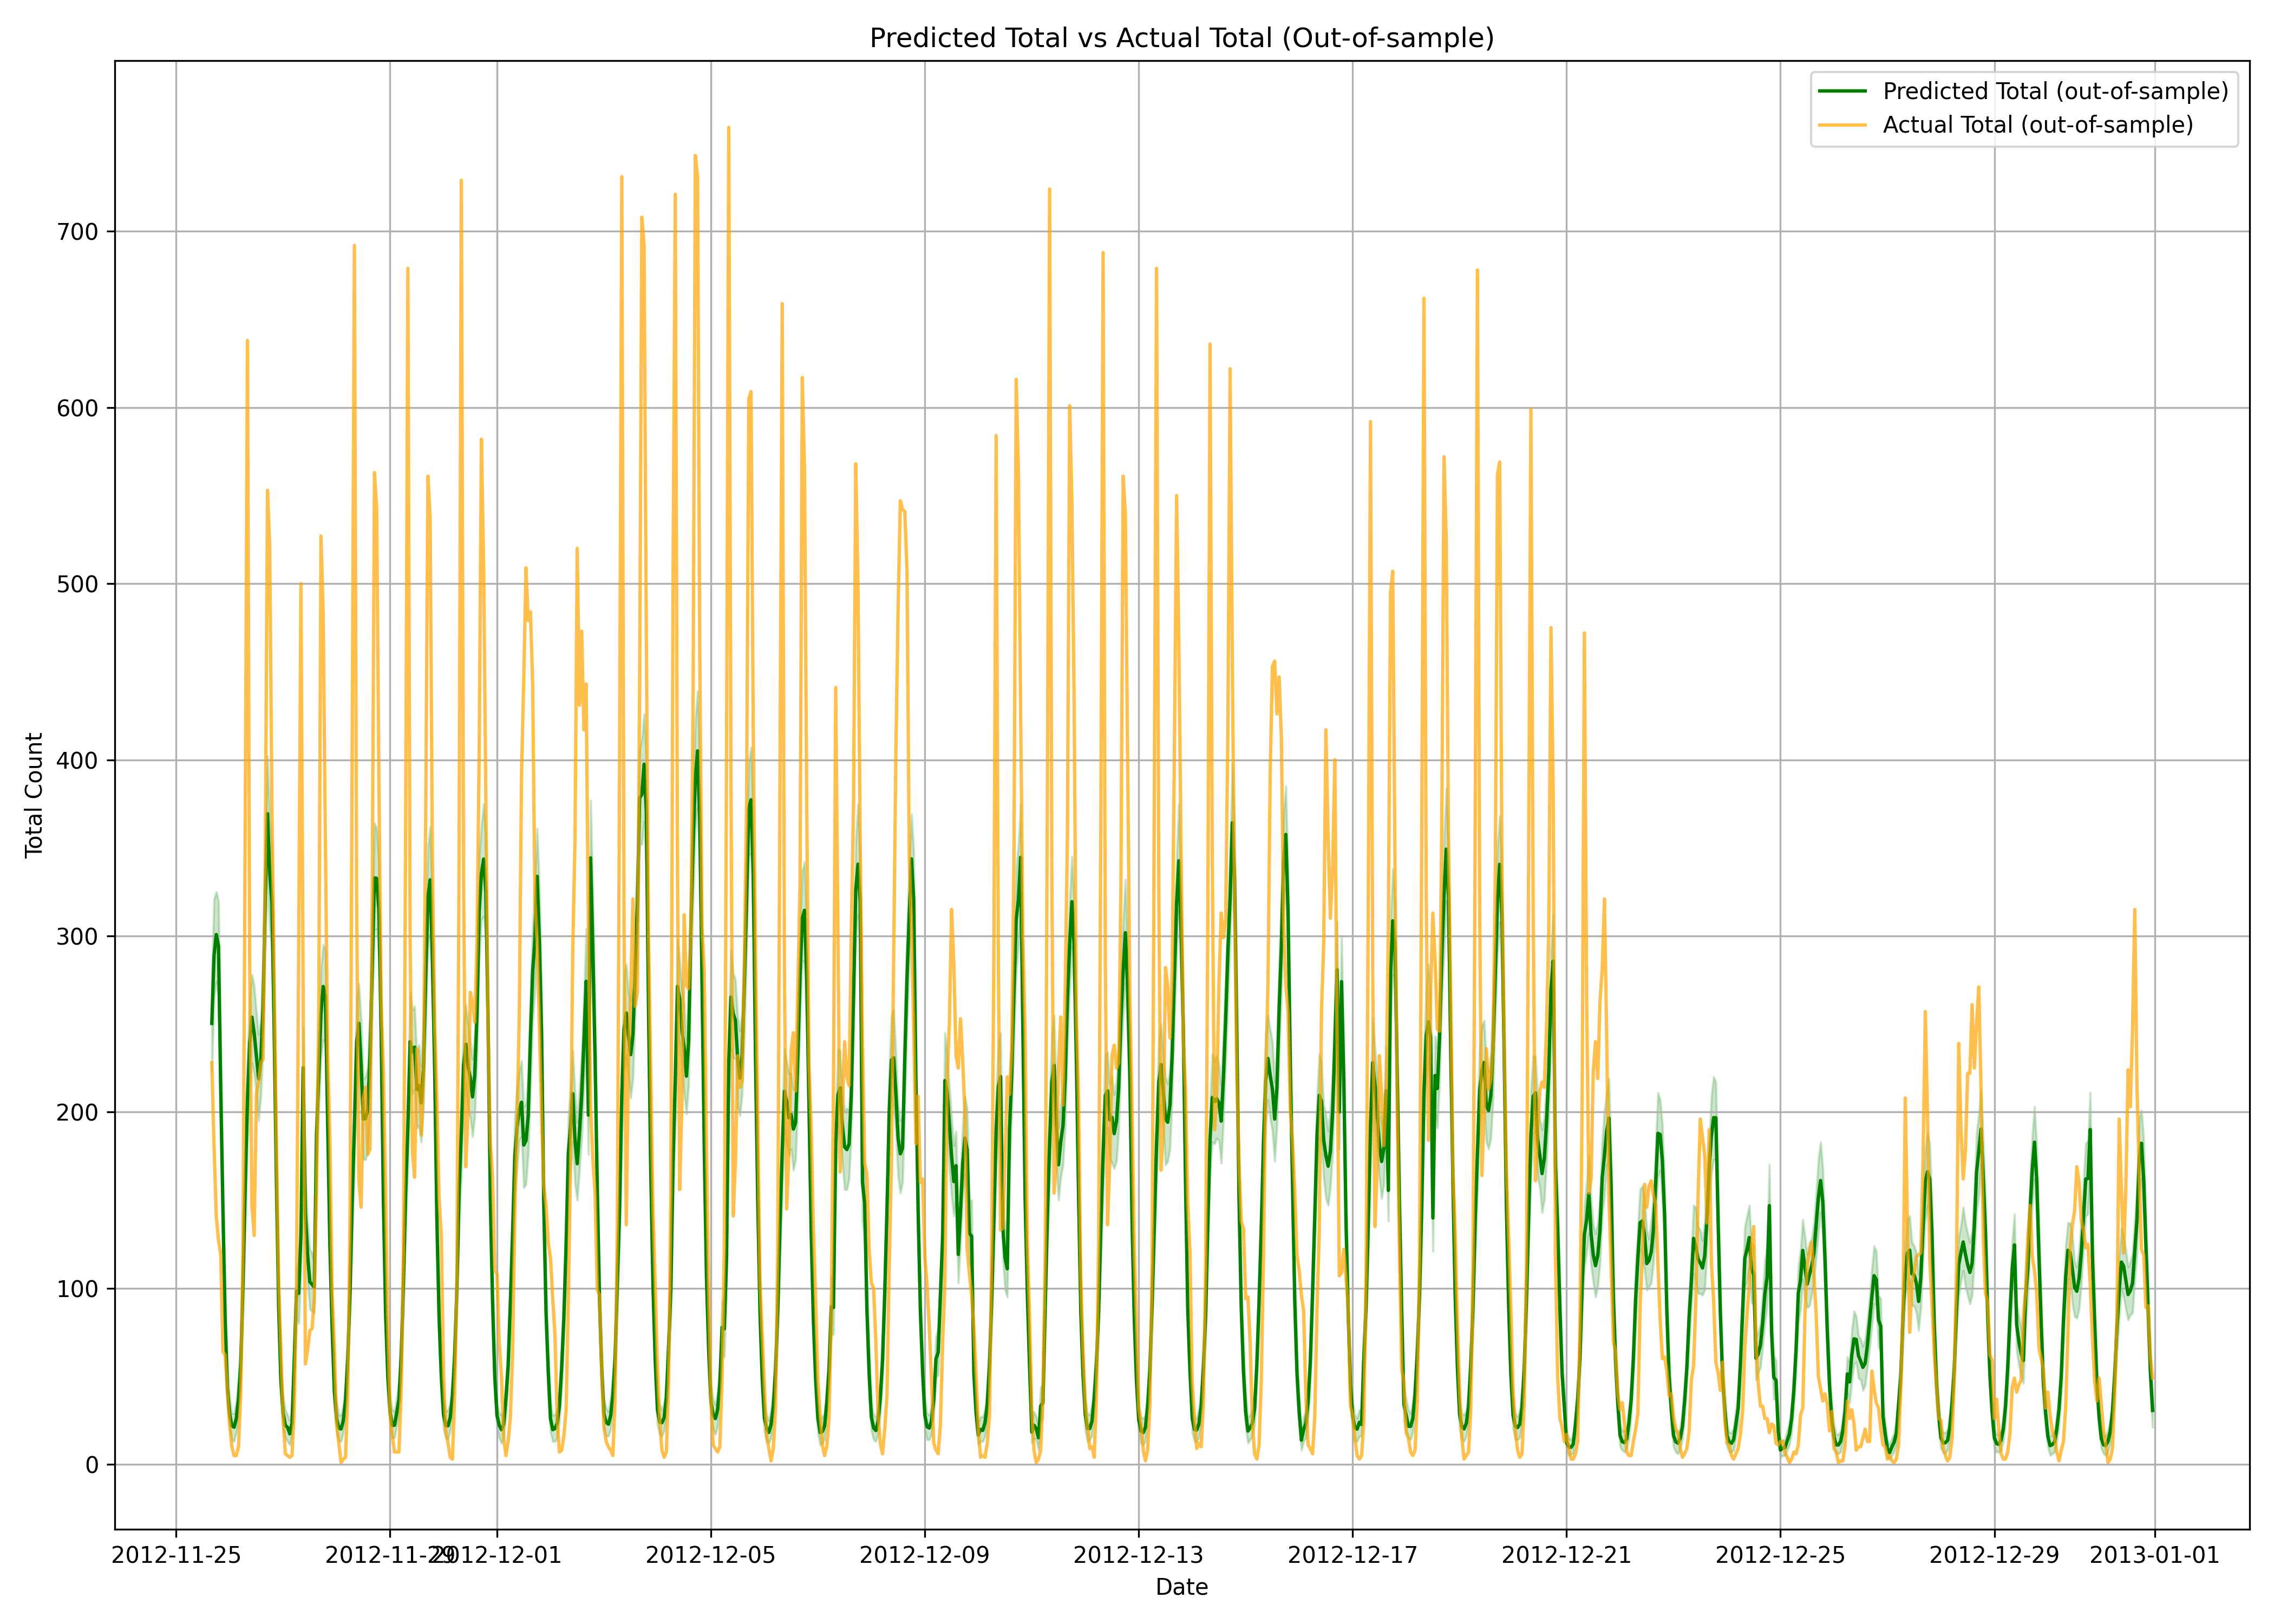 Predicted Total vs Actual Total (Out-of-sample)
Predicted Total (out-of-sample)
Actual Total (out-of-sample)
Total Count
700
600
500
400
300
200
100
0
2012-11-25 2012-11-29 2012-12-01 2012-12-05 2012-12-09 2012-12-13 2012-12-17 2012-12-21 2012-12-25 2012-12-29 2013-01-01
Date